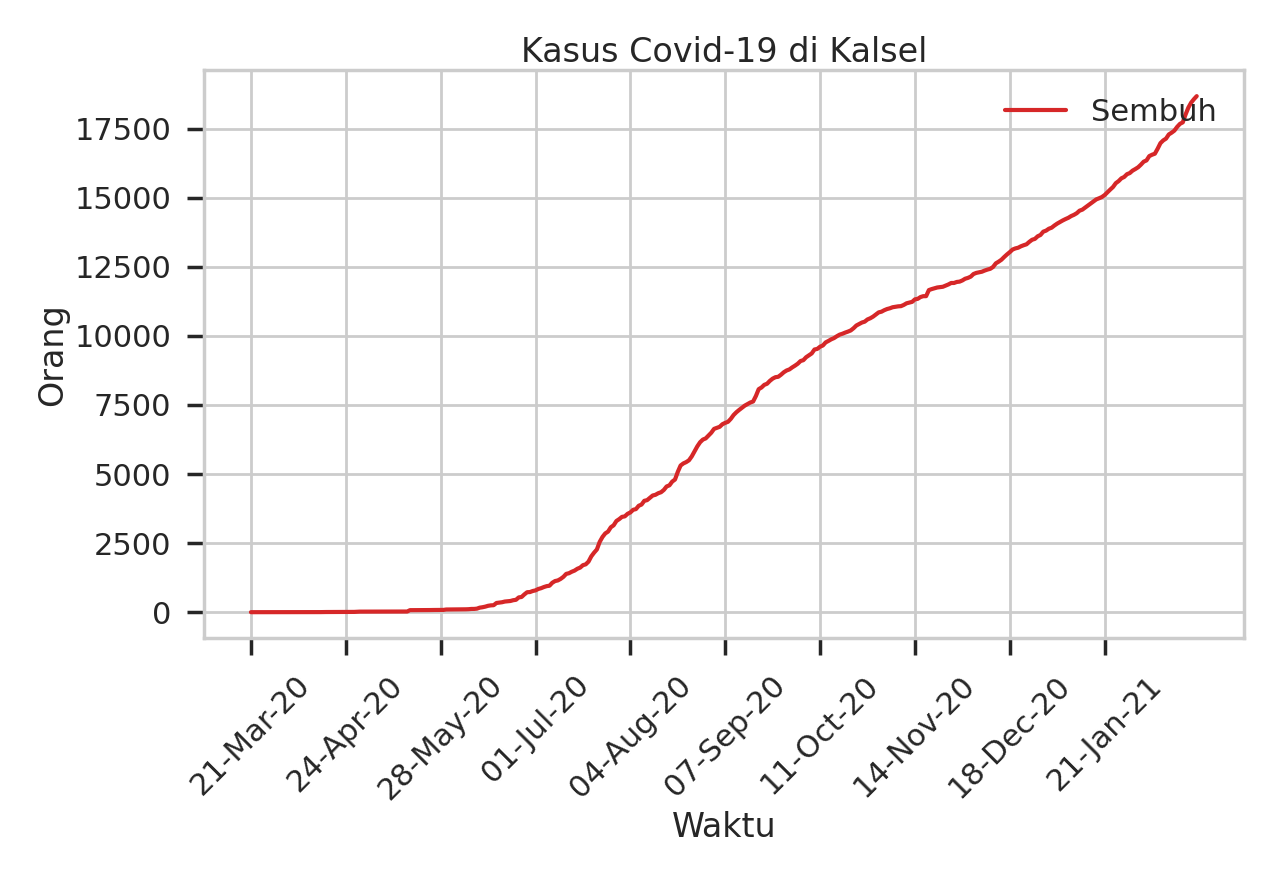 Kasus Covid-19 di Kalsel
Sembuh
17500
15000
12500
10000
7500
5000
2500
0
Orang
21-Mar-20
24-Apr-20
28-May-20
01-Jul-20
04-Aug-20
07-Sep-20
11-Oct-20
14-Nov-20
18-Dec-20
21-Jan-21
Waktu